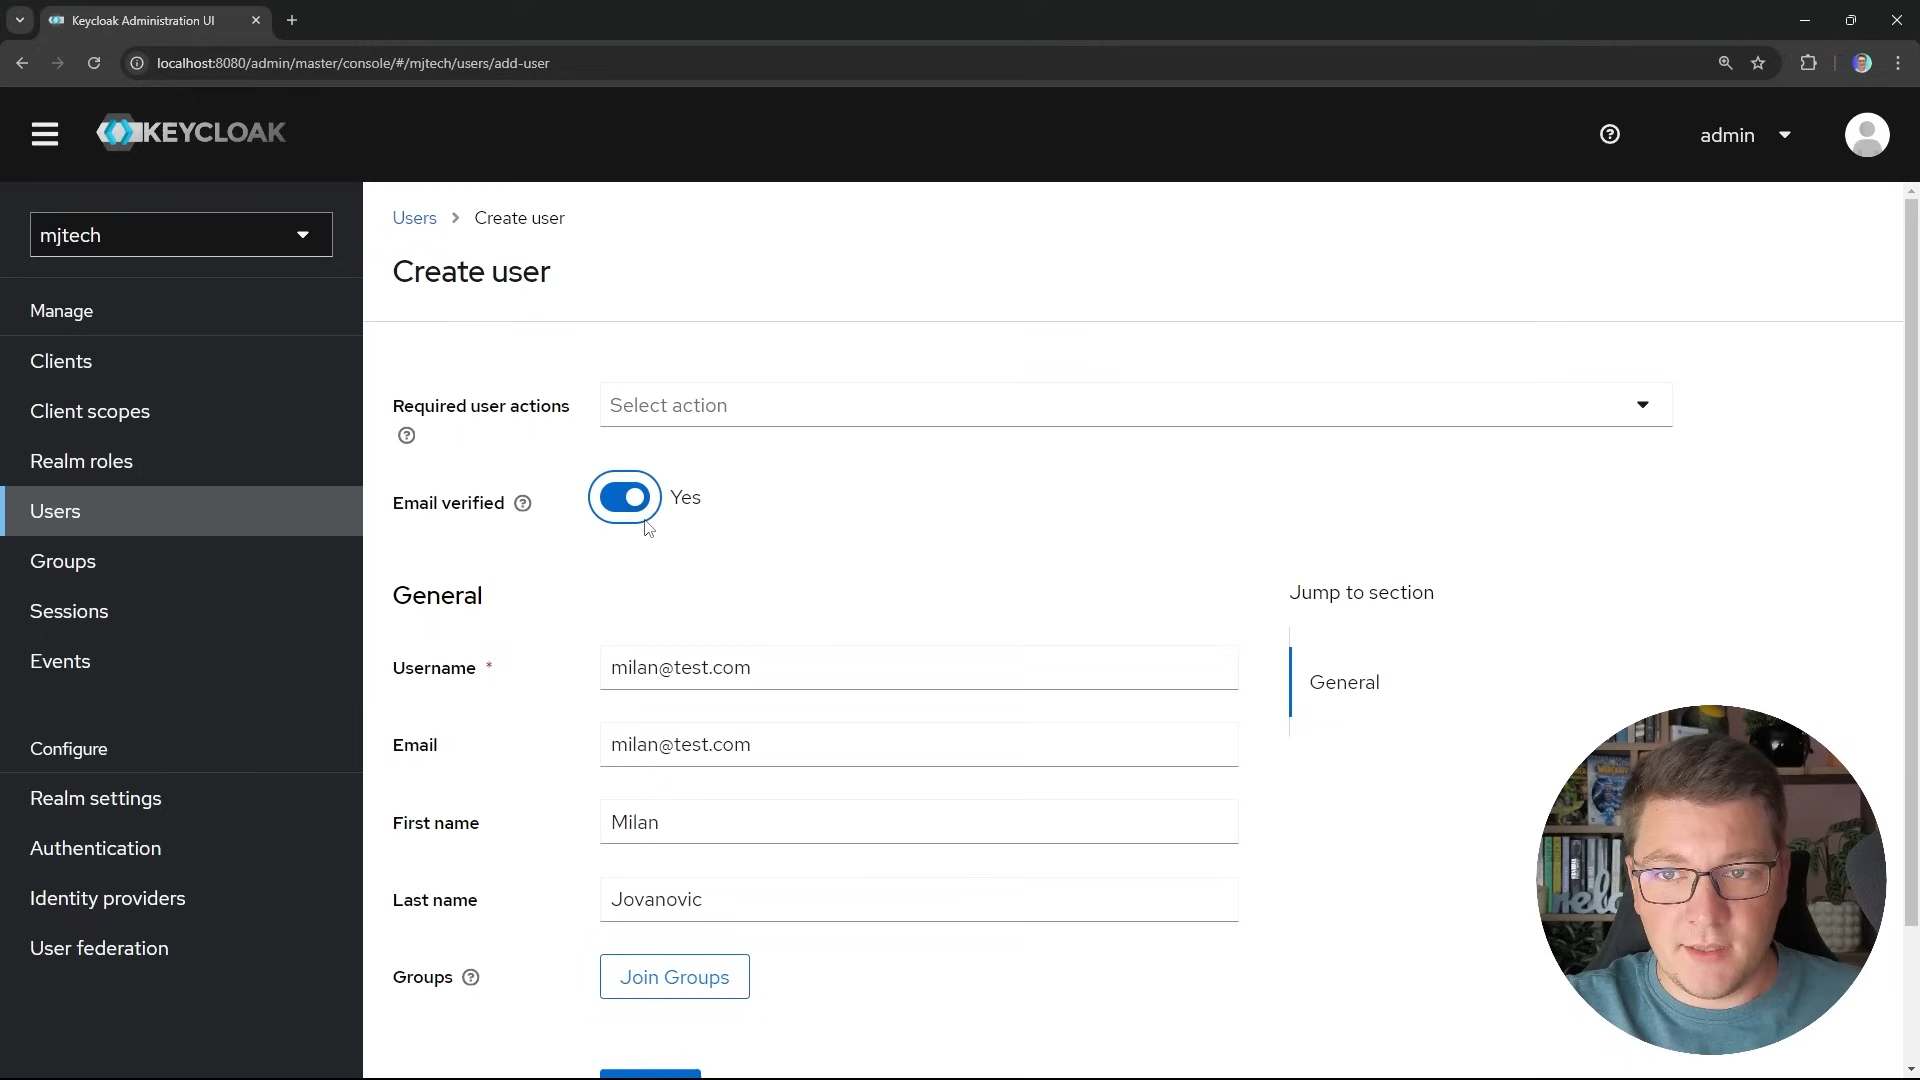 Keycloak Administration UI
localhost:8080/admin/master/console/#/mjtech/users/add-user
KEYCLOAK
admin
mjtech
Manage
Clients
Client scopes
Realm roles
Users
Groups
Sessions
Events
Configure
Realm settings
Authentication
Identity providers
User federation
Users > Create user
Create user
Required user actions
Select action
Email verified
Yes
General
Jump to section
General
Username *
milan@test.com
Email
milan@test.com
First name
Milan
Last name
Jovanovic
Groups
Join Groups